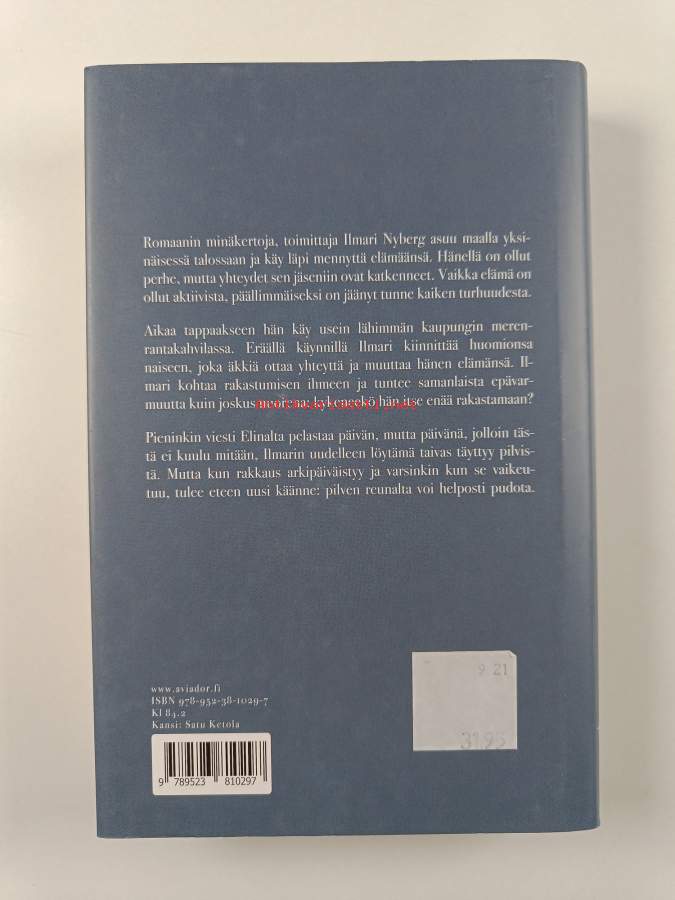 Romaanin minäkertoja, toimittaja Ilmari Nyberg asuu maalla yksi-
näisessä talossaan ja käy läpi mennyttä elämäänsä. Hänellä on ollut
perhe, mutta yhteydet sen jäseniin ovat katkenneet. Vaikka elämä on
ollut aktiivista, päällimmäiseksi on jäänyt tunne kaiken turhuudesta.
Aikaa tappaakseen hän käy usein lähimmän kaupungin meren-
rantakahvilassa. Eräällä käynnillä Ilmari kiinnittää huomionsa
naiseen, joka äkkiä ottaa yhteyttä ja muuttaa hänen elämänsä. Il-
mari kohtaa rakastumisen ihmeen ja tuntee samanlaista epävar-
muutta kuin joskus nuorena: kykeneekö hän itse enää rakastamaan?
Pieninkin viesti Elinalta pelastaa päivän, mutta päivänä, jolloin täs-
tä ei kuulu mitään, Ilmarin uudelleen löytämä taivas täyttyy pilvis-
tä. Mutta kun rakkaus arkipäiväistyy ja varsinkin kun se vaikeu-
tuu, tulee eteen uusi käänne: pilven reunalta voi helposti pudota.
www.aviador.fi
ISBN 978-952-38-1029-7
Kl 84.2
Kansi: Satu Ketola
9 789523 810297
9 21
31.95